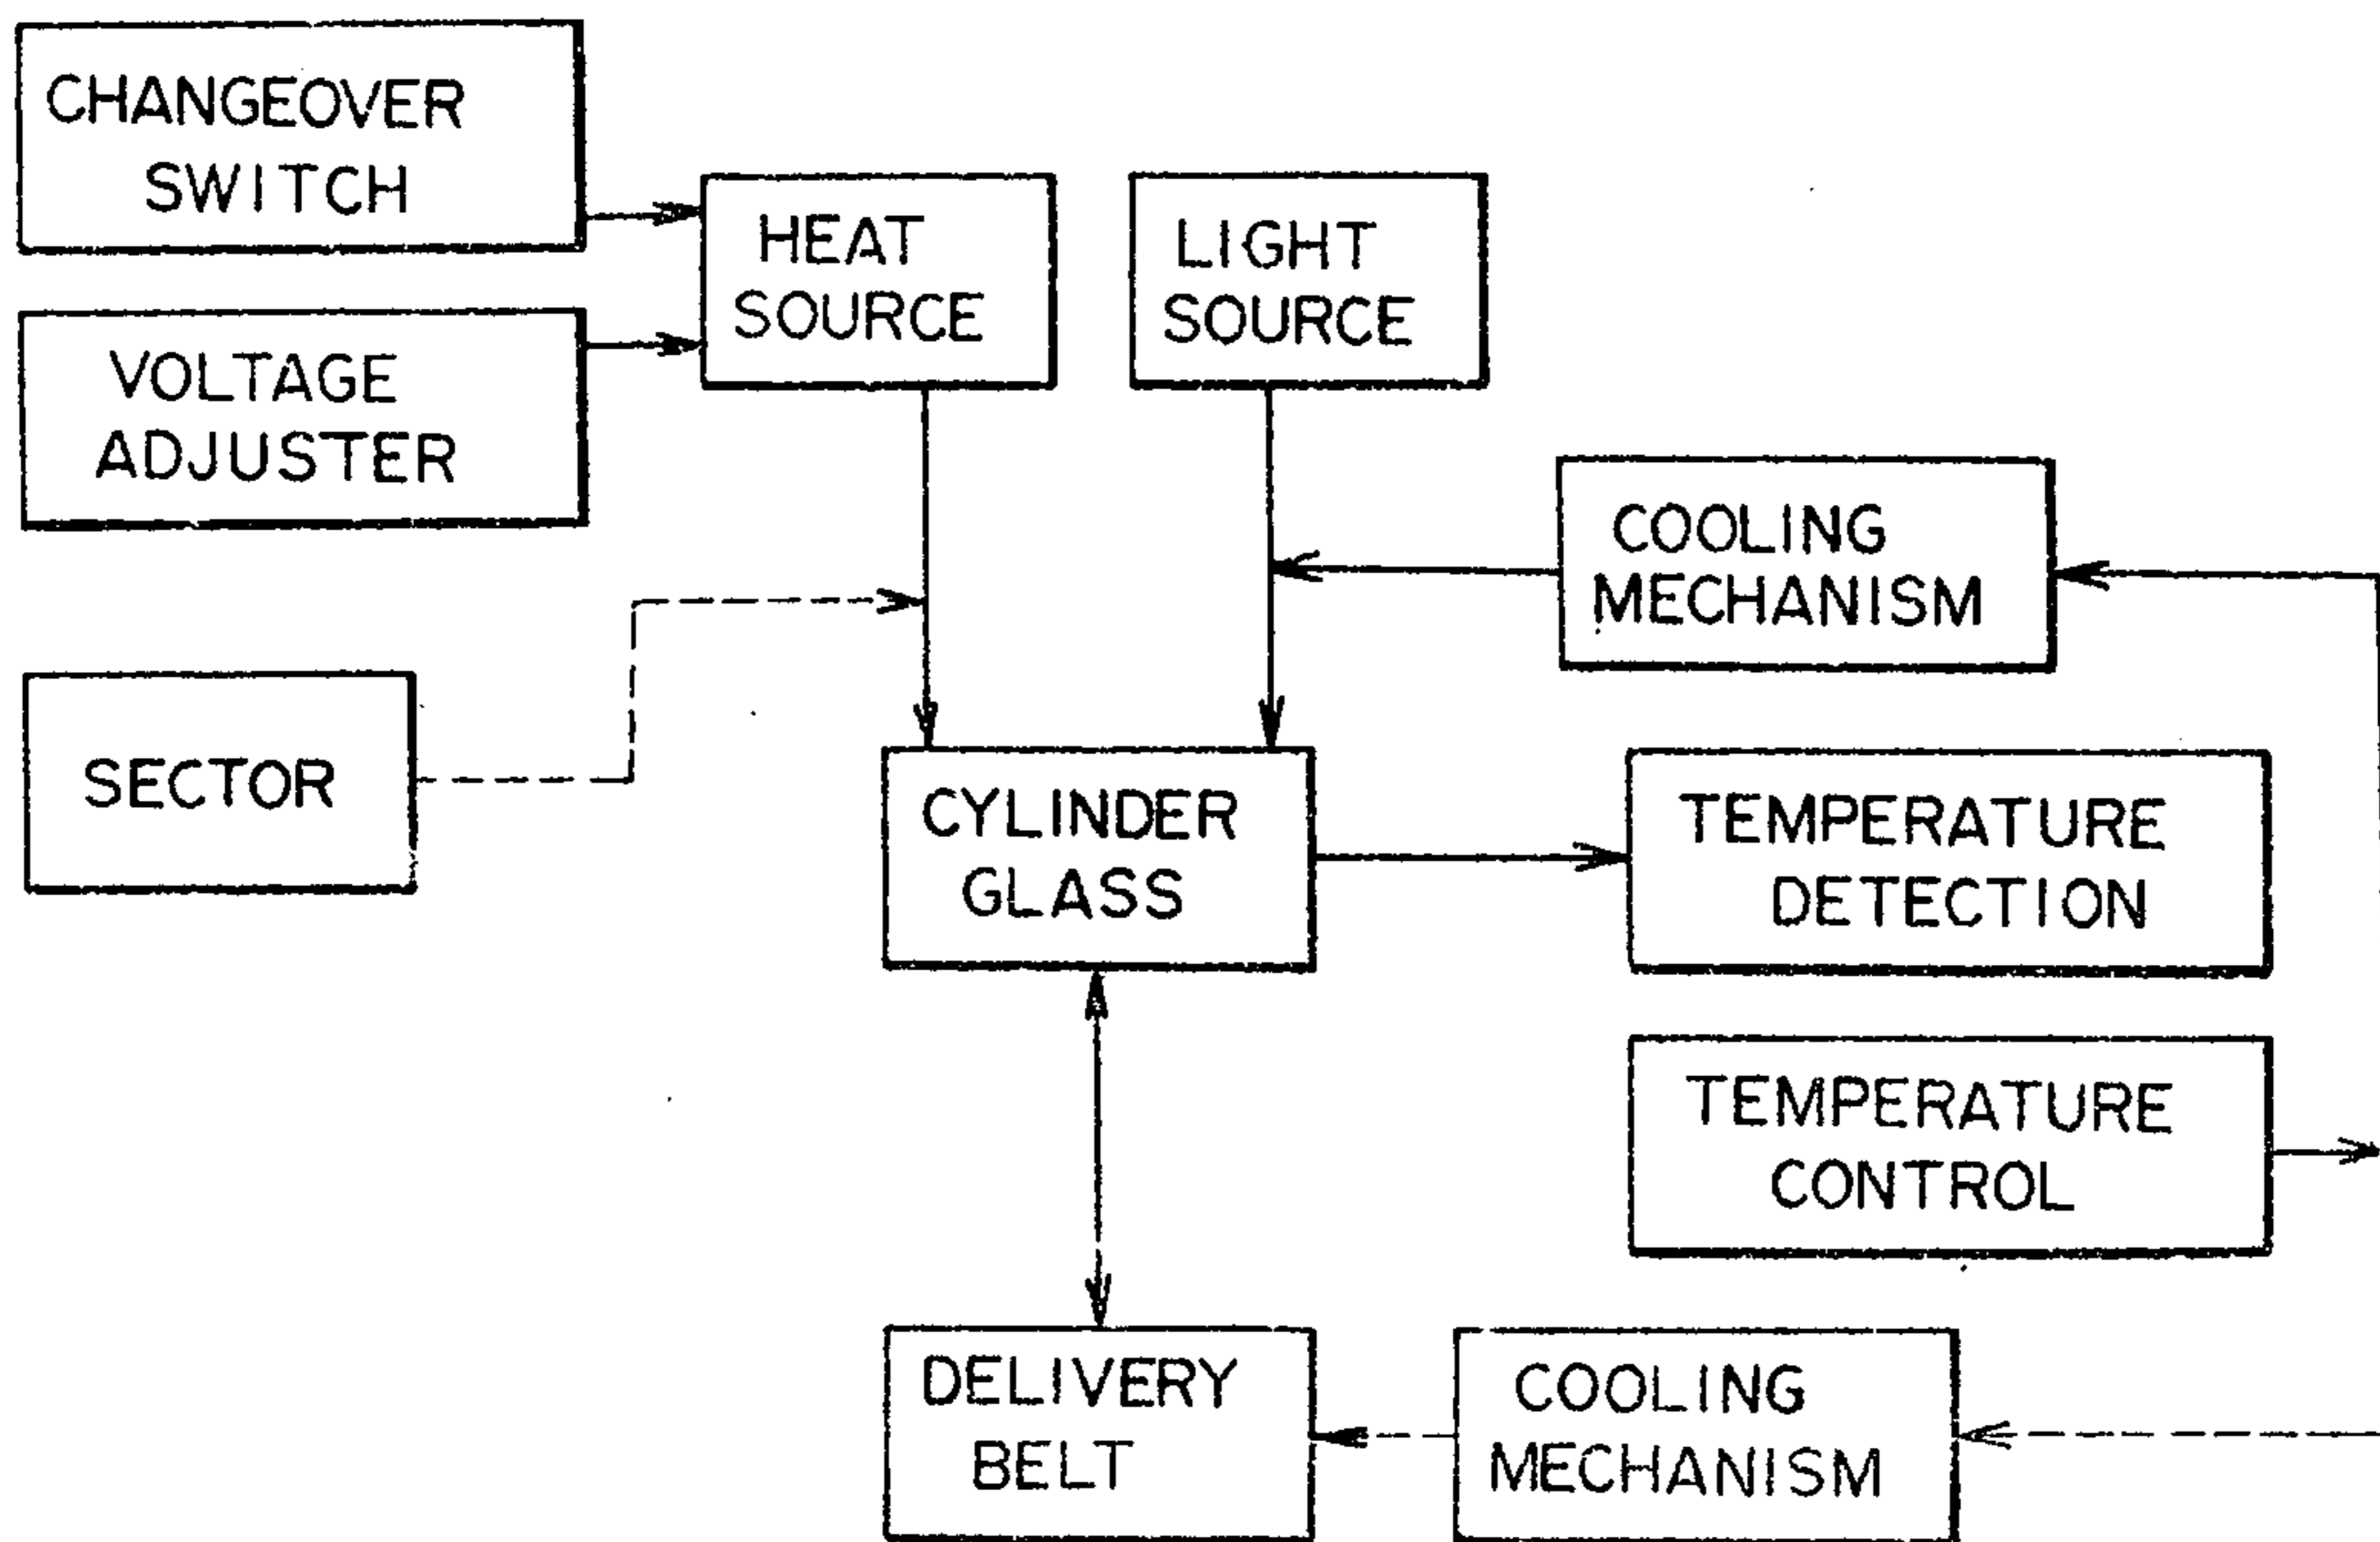 CHANGEOVER
SWITCH
HEAT
SOURCE
LIGHT
SOURCE
VOLTAGE
ADJUSTER
COOLING
MECHANISM
SECTOR
CYLINDER
GLASS
TEMPERATURE
DETECTION
TEMPERATURE
CONTROL
DELIVERY
BELT
COOLING
MECHANISM